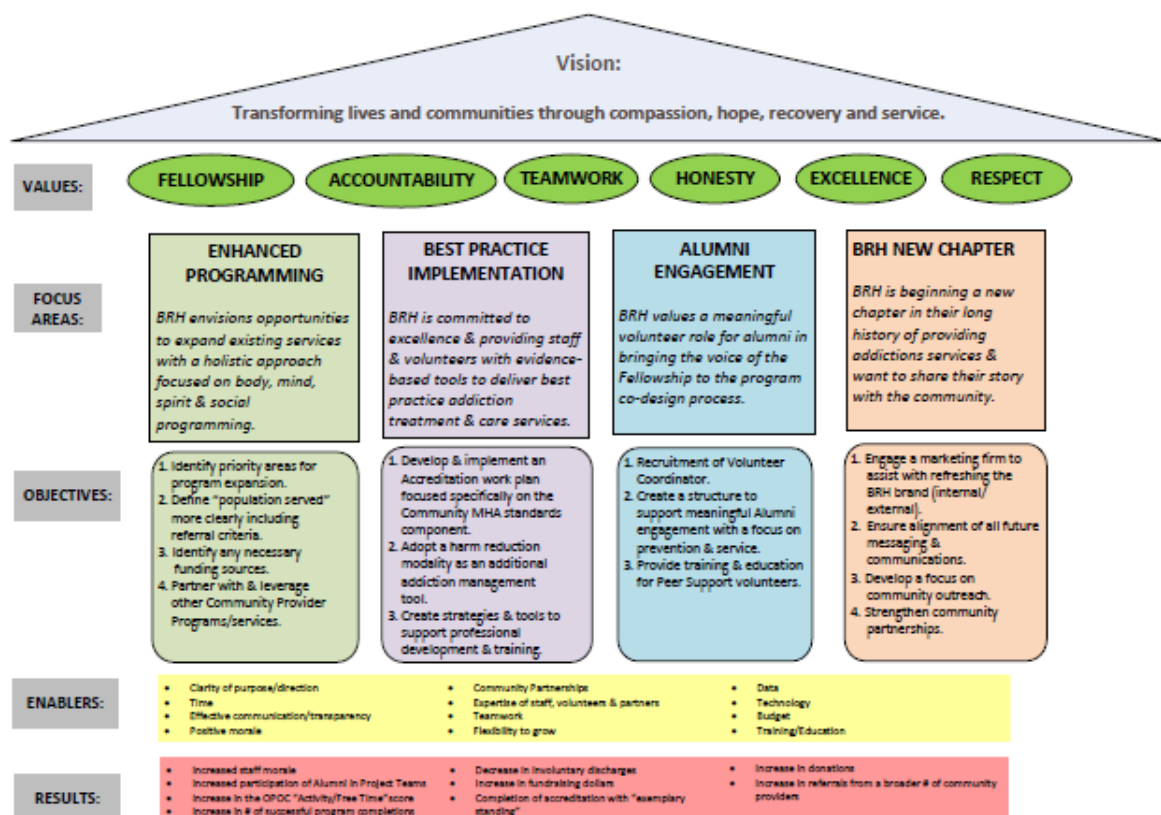 Vision:
Transforming lives and communities through compassion, hope, recovery and service.
VALUES:
FELLOWSHIP
ACCOUNTABILITY
TEAMWORK
HONESTY
EXCELLENCE
RESPECT
FOCUS
AREAS:
ENHANCED
PROGRAMMING
BRH envisions opportunities
to expand existing services
with a holistic approach
focused on body, mind,
spirit & social
programming.
BEST PRACTICE
IMPLEMENTATION
BRH is committed to
excellence & providing staff
& volunteers with evidence-
based tools to deliver best
practice addiction
treatment & care services.
ALUMNI
ENGAGEMENT
BRH values a meaningful
volunteer role for alumni in
bringing the voice of the
Fellowship to the program
co-design process.
BRH NEW CHAPTER
BRH is beginning a new
chapter in their long
history of providing
addictions services &
want to share their story
with the community.
OBJECTIVES:
1. Identify priority areas for
program expansion.
2. Define "population served"
more clearly including
referral criteria.
3. Identify any necessary
funding sources.
4. Partner with & leverage
other Community Provider
Programs/services.
1. Develop & implement an
Accreditation work plan
focused specifically on the
Community MHA standards
component.
2. Adopt a harm reduction
modality as an additional
addiction management
tool.
3. Create strategies & tools to
support professional
development & training.
1. Recruitment of Volunteer
Coordinator.
2. Create a structure to
support meaningful Alumni
engagement with a focus on
prevention & service.
3. Provide training & education
for Peer Support volunteers.
1. Engage a marketing firm to
assist with refreshing the
BRH brand (internal/
external).
2. Ensure alignment of all future
messaging &
communications.
3. Develop a focus on
community outreach.
4. Strengthen community
partnerships.
ENABLERS:
• Clarity of purpose/direction
• Time
• Effective communication/transparency
• Positive morale
• Community Partnerships
• Expertise of staff, volunteers & partners
• Teamwork
• Flexibility to grow
• Data
• Technology
• Budget
• Training/Education
RESULTS:
• Increased staff morale
• Increased participation of Alumni in Project Teams
• Increase in the OPOC "Activity/Free Time" score
• Increase in # of successful program completions
• Decrease in involuntary discharges
• Increase in fundraising dollars
• Completion of accreditation with "exemplary
standing"
• Increase in donations
• Increase in referrals from a broader # of community
providers